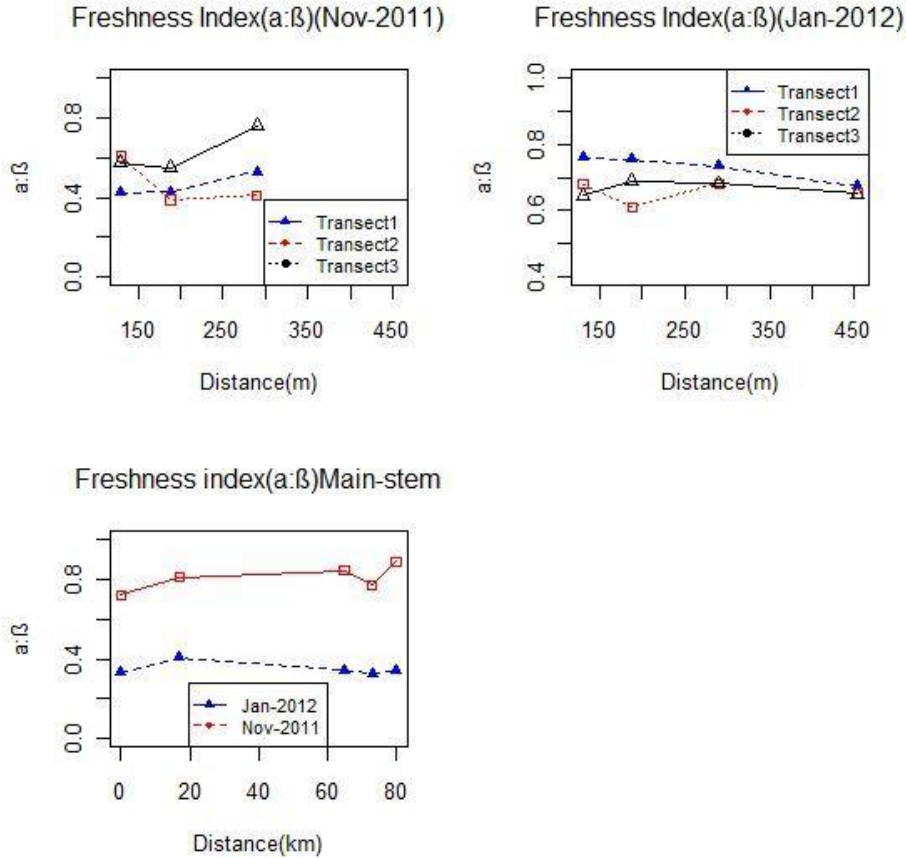 Freshness Index(a:ß)(Nov-2011)
a:ß
0.0
0.4
0.8
Transect1
Transect2
Transect3
150
250
350
450
Distance(m)
Freshness Index(a:ß)(Jan-2012)
a:ß
0.4
0.6
0.8
1.0
Transect1
Transect2
Transect3
150
250
350
450
Distance(m)
Freshness index(a:ß)Main-stem
a:ß
0.0
0.4
0.8
Jan-2012
Nov-2011
0
20
40
60
80
Distance(km)